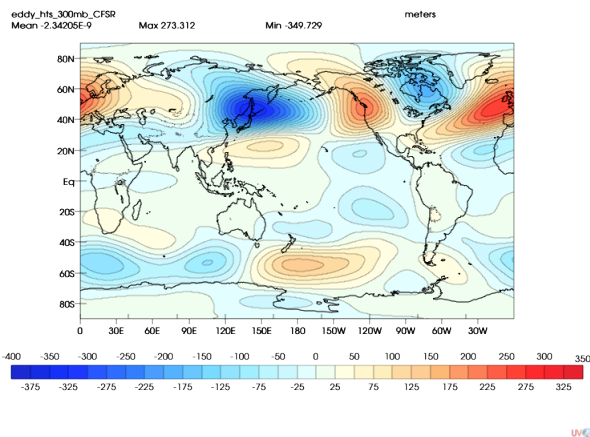 eddy_hts_300mb_CFSR meters
Mean -2.34205E-9 Max 273.312 Min -349.729
80N
60N
40N
20N
Eq
20S
40S
60S
80S
0 30E 60E 90E 120E 150E 180 150W 120W 90W 60W 30W
-400 -350 -300 -250 -200 -150 -100 -50 0 50 100 150 200 250 300 350
-375 -325 -275 -225 -175 -125 -75 -25 25 75 125 175 225 275 325
UV